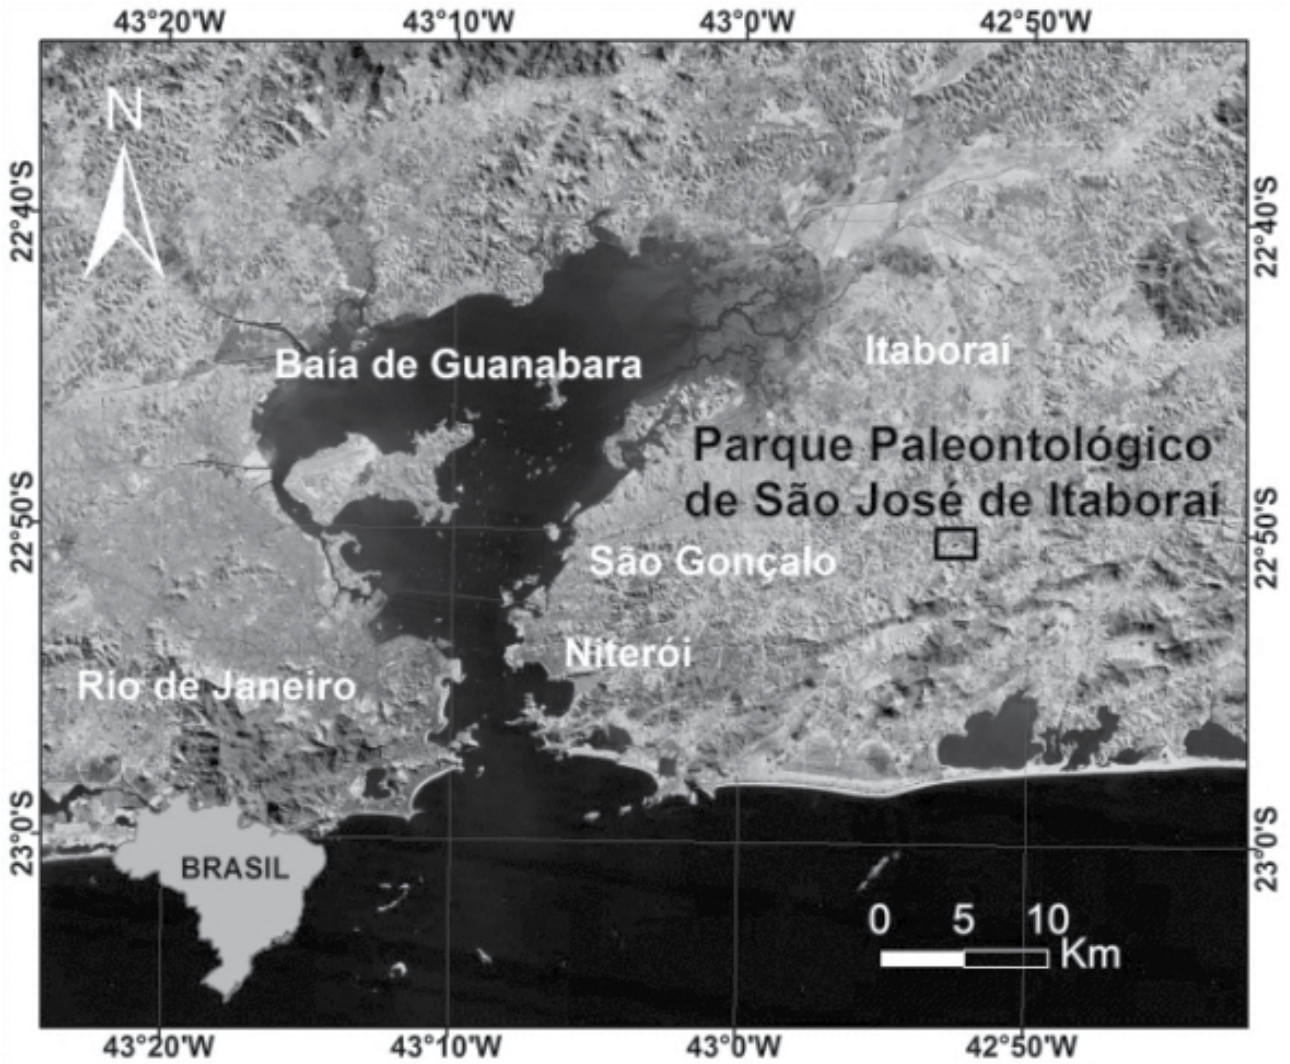 43°20'W 43°10'W 43°0'W 42°50'W
N
22°40'S 22°40'S
Baía de Guanabara
Itaboraí
Parque Paleontológico
de São José de Itaboraí
22°50'S 22°50'S
São Gonçalo
Niterói
Rio de Janeiro
23°0'S 23°0'S
BRASIL
0 5 10
Km
43°20'W 43°10'W 43°0'W 42°50'W